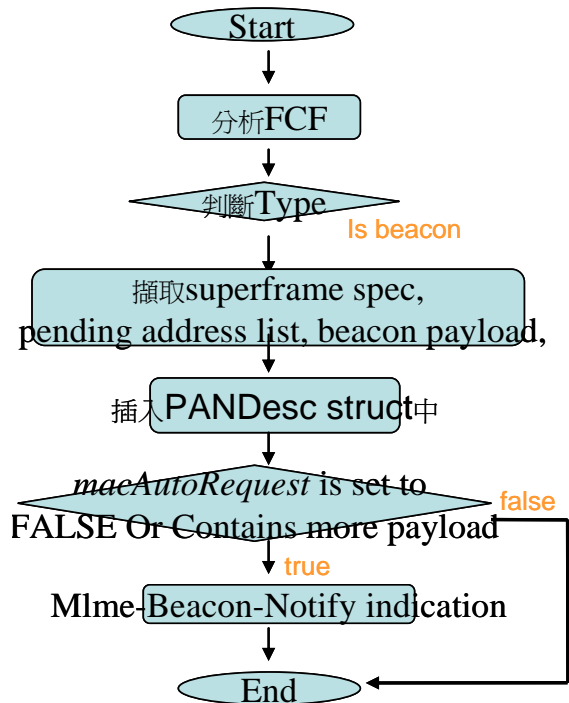 Start
分析FCF
判斷Type
Is beacon
擷取superframe spec,
pending address list, beacon payload,
插入PANDesc struct中
macAutoRequest is set to
FALSE Or Contains more payload
false
true
Mlme-Beacon-Notify indication
End